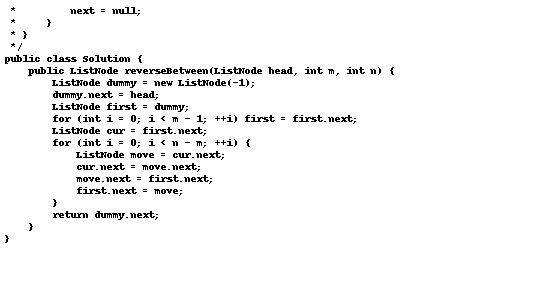 *         next = null;
 *     }
 * }
 */
public class Solution {
    public ListNode reverseBetween(ListNode head, int m, int n) {
        ListNode dummy = new ListNode(-1);
        dummy.next = head;
        ListNode first = dummy;
        for (int i = 0; i < m - 1; ++i) first = first.next;
        ListNode cur = first.next;
        for (int i = 0; i < n - m; ++i) {
            ListNode move = cur.next;
            cur.next = move.next;
            move.next = first.next;
            first.next = move;
        }
        return dummy.next;
    }
}